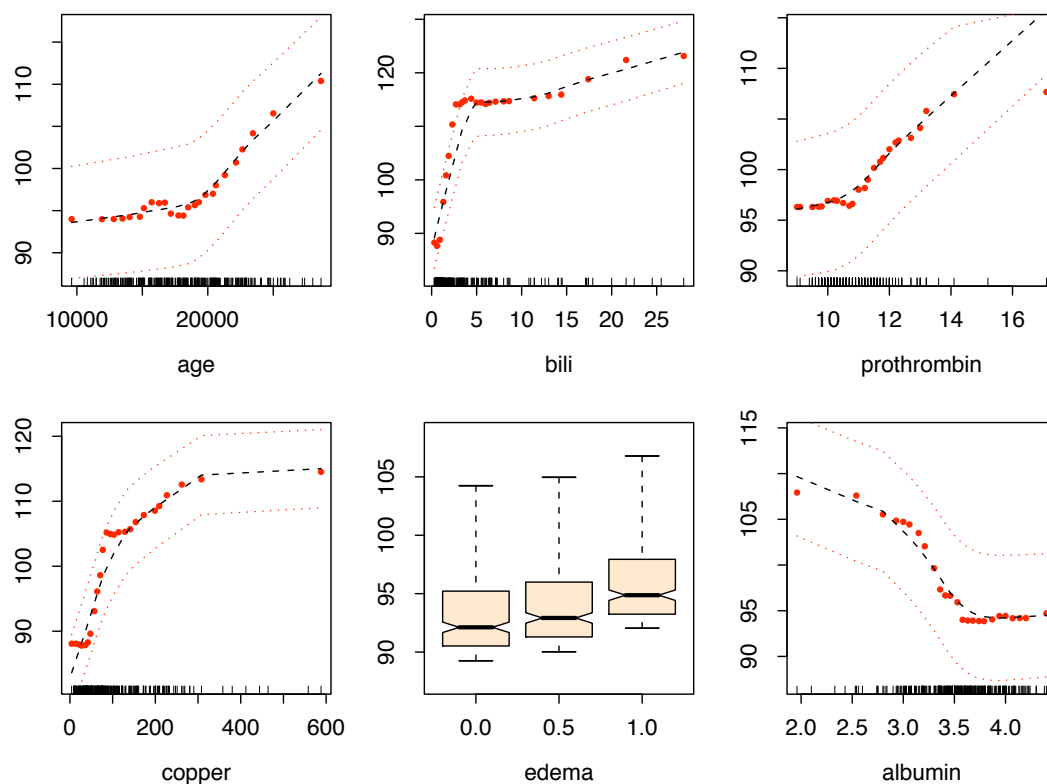 90 100 110
10000 20000
age
90 100 120
0 5 10 15 20 25
bili
90 95 100 110
10 12 14 16
prothrombin
90 100 110 120
0 200 400 600
copper
90 95 105
0.0 0.5 1.0
edema
90 95 105 115
2.0 2.5 3.0 3.5 4.0
albumin